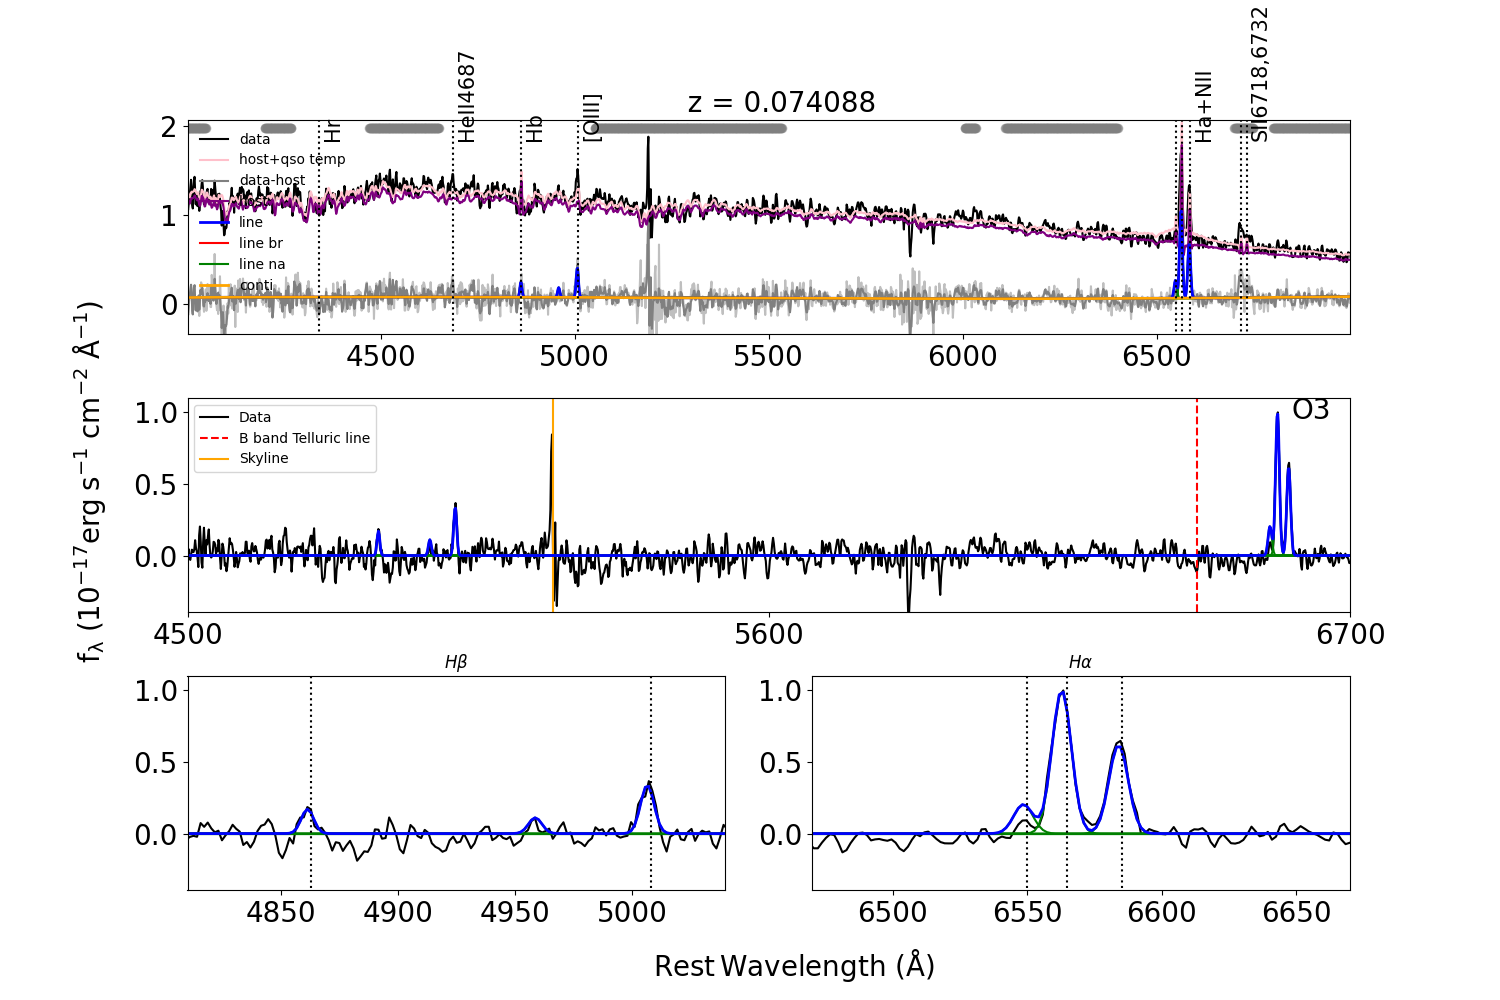 z = 0.074088
Hr
HeII4687
Hb
[OIII]
Ha+NII
SII6718,6732
data
host+qso temp
data-host
host
line
line br
line na
conti
2
1
0
4500 5000 5500 6000 6500
fλ (10⁻¹⁷erg s⁻¹ cm⁻² Å⁻¹)
O3
Data
B band Telluric line
Skyline
1.0
0.5
0.0
4500 5600 6700
Hβ
1.0
0.5
0.0
4850 4900 4950 5000
Hα
1.0
0.5
0.0
6500 6550 6600 6650
Rest Wavelength (Å)